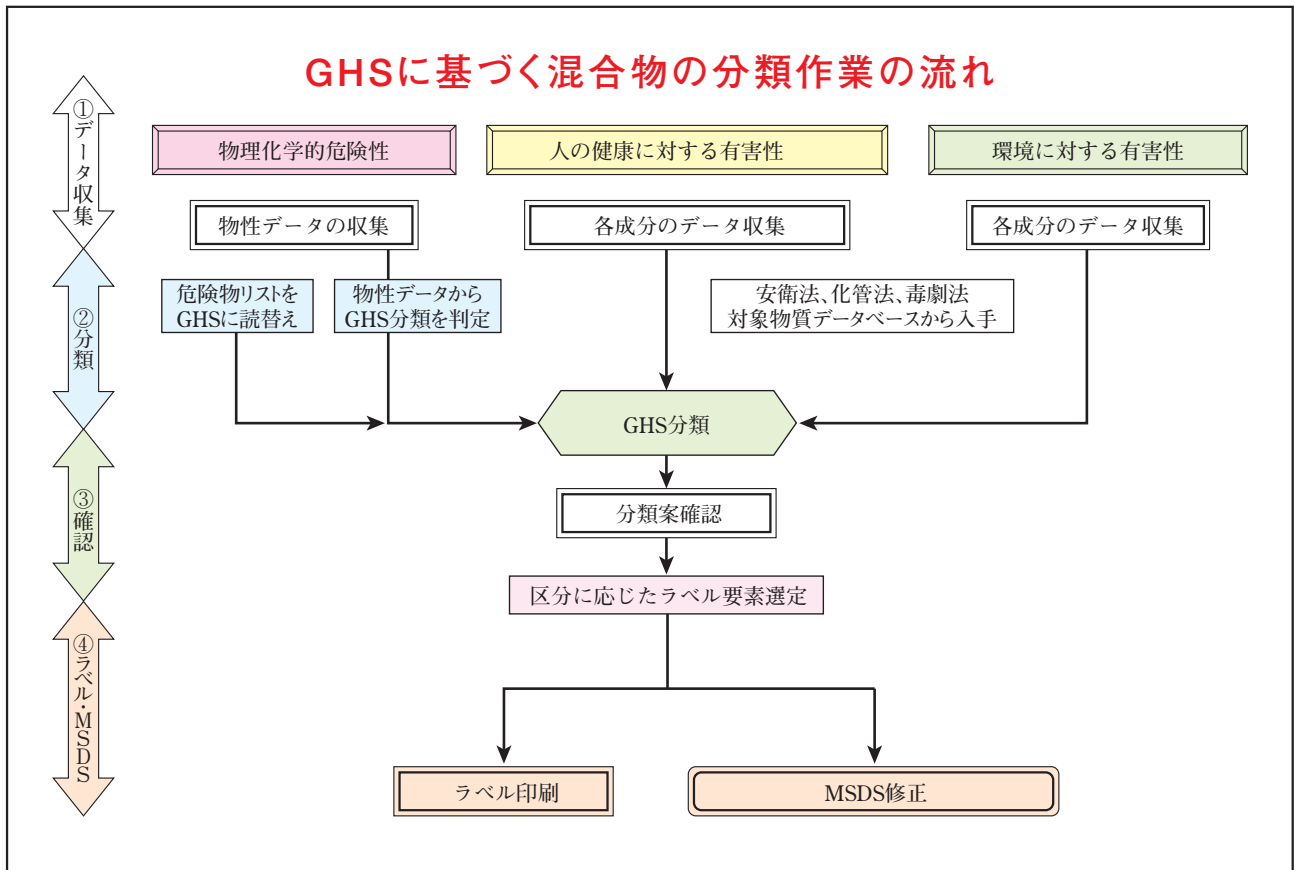 GHSに基づく混合物の分類作業の流れ
①データ収集
物理化学的危険性
人の健康に対する有害性
環境に対する有害性
物性データの収集
各成分のデータ収集
各成分のデータ収集
②分類
危険物リストを
GHSに読替え
物性データから
GHS分類を判定
安衛法、化管法、毒劇法
対象物質データベースから入手
GHS分類
③確認
分類案確認
区分に応じたラベル要素選定
④ラベル・MSDS
ラベル印刷
MSDS修正